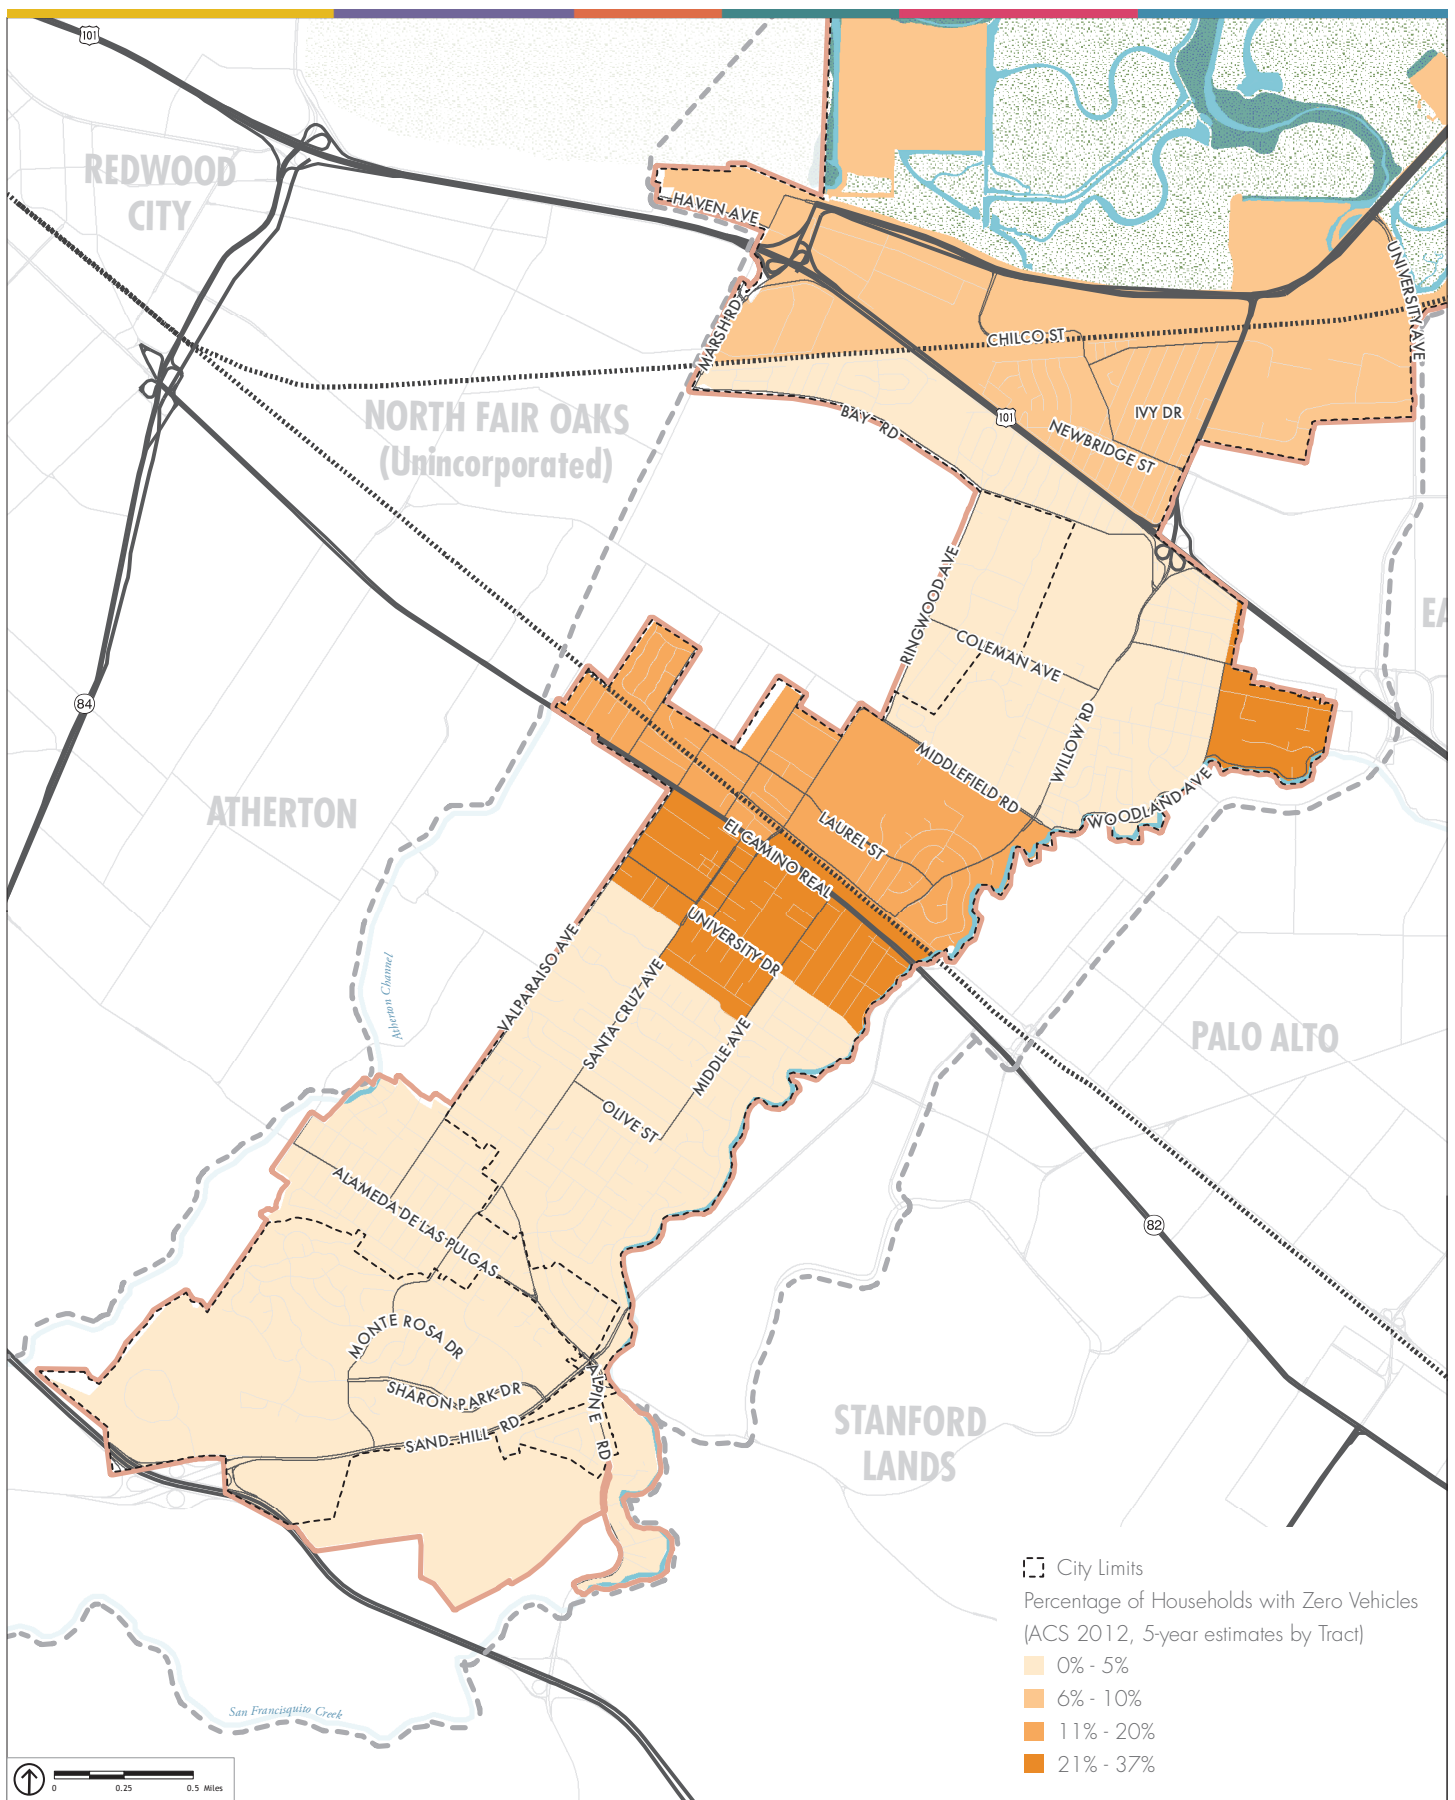 101
REDWOOD
CITY
HAVEN AVE
MARSH RD
UNIVERSITY AVE
CHILCO ST
IVY DR
101
NEWBRIDGE ST
BAY RD
NORTH FAIR OAKS
(Unincorporated)
RINGWOOD AVE
COLEMAN AVE
EA
84
WILLOW RD
MIDDLEFIELD RD
WOODLAND AVE
ATHERTON
LAUREL ST
EL CAMINO REAL
UNIVERSITY DR
VALPARAISO AVE
SANTA CRUZ AVE
MIDDLE AVE
Atherton Channel
PALO ALTO
OLIVE ST
ALAMEDA DE LAS PULGAS
82
MONTE ROSA DR
SHARON PARK DR
ALPINE RD
SAND HILL RD
STANFORD
LANDS
City Limits
Percentage of Households with Zero Vehicles
(ACS 2012, 5-year estimates by Tract)
0% - 5%
6% - 10%
11% - 20%
21% - 37%
San Francisquito Creek
0 0.25 0.5 Miles